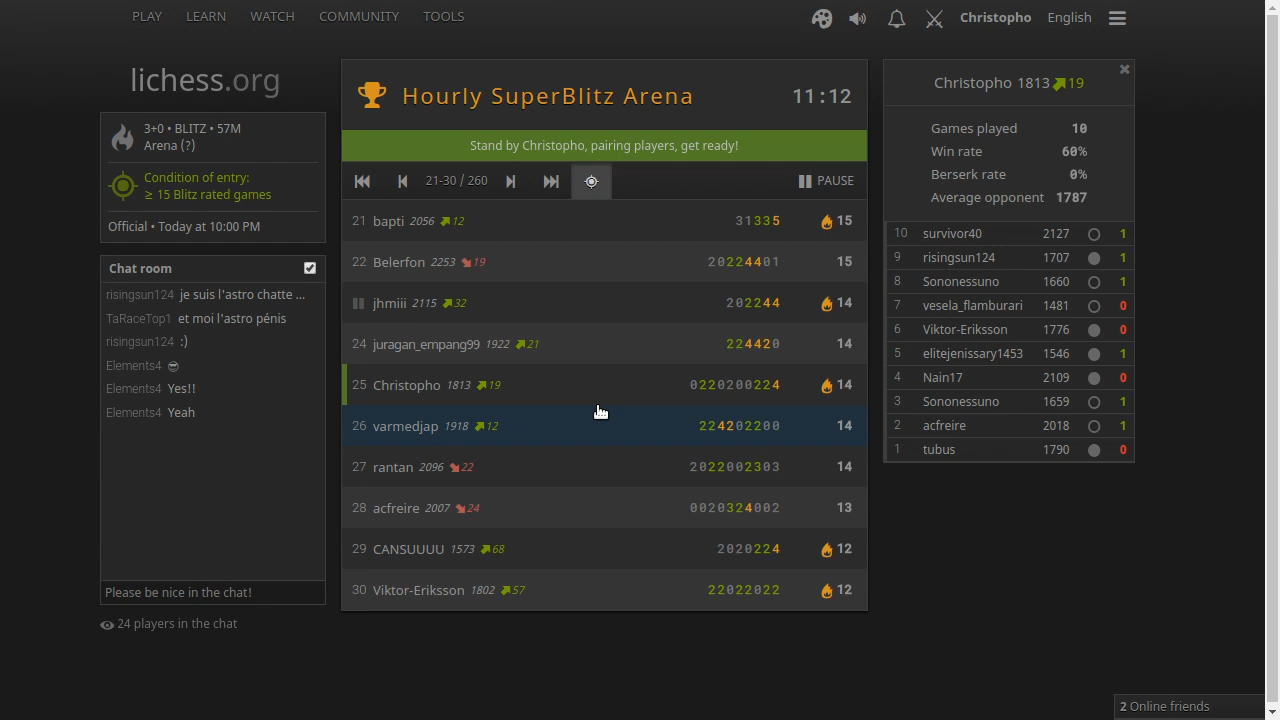 PLAY LEARN WATCH COMMUNITY TOOLS
Christopho English
lichess.org
3+0 • BLITZ • 57M
Arena (?)
Condition of entry:
≥ 15 Blitz rated games
Official • Today at 10:00 PM
Chat room
risingsun124 je suis l'astro chatte ...
TaRaceTop1 et moi l'astro pénis
risingsun124 :)
Elements4 😎
Elements4 Yes!!
Elements4 Yeah
Please be nice in the chat!
24 players in the chat
Hourly SuperBlitz Arena 11:12
Stand by Christopho, pairing players, get ready!
21-30 / 260 PAUSE
21 bapti 2056 12 31335 15
22 Belerfon 2253 19 20224401 15
jhmiii 2115 32 202244 14
24 juragan_empang99 1922 21 224420 14
25 Christopho 1813 19 0220200224 14
26 varmedjap 1918 12 224202200 14
27 rantan 2096 22 2022002303 14
28 acfreire 2007 24 0020324002 13
29 CANSUUUU 1573 68 2020224 12
30 Viktor-Eriksson 1802 57 22022022 12
Christopho 1813 19
Games played 10
Win rate 60%
Berserk rate 0%
Average opponent 1787
10 survivor40 2127 1
9 risingsun124 1707 1
8 Sononessuno 1660 1
7 vesela_flamburari 1481 0
6 Viktor-Eriksson 1776 0
5 elitejenissary1453 1546 1
4 Nain17 2109 0
3 Sononessuno 1659 1
2 acfreire 2018 1
1 tubus 1790 0
2 Online friends